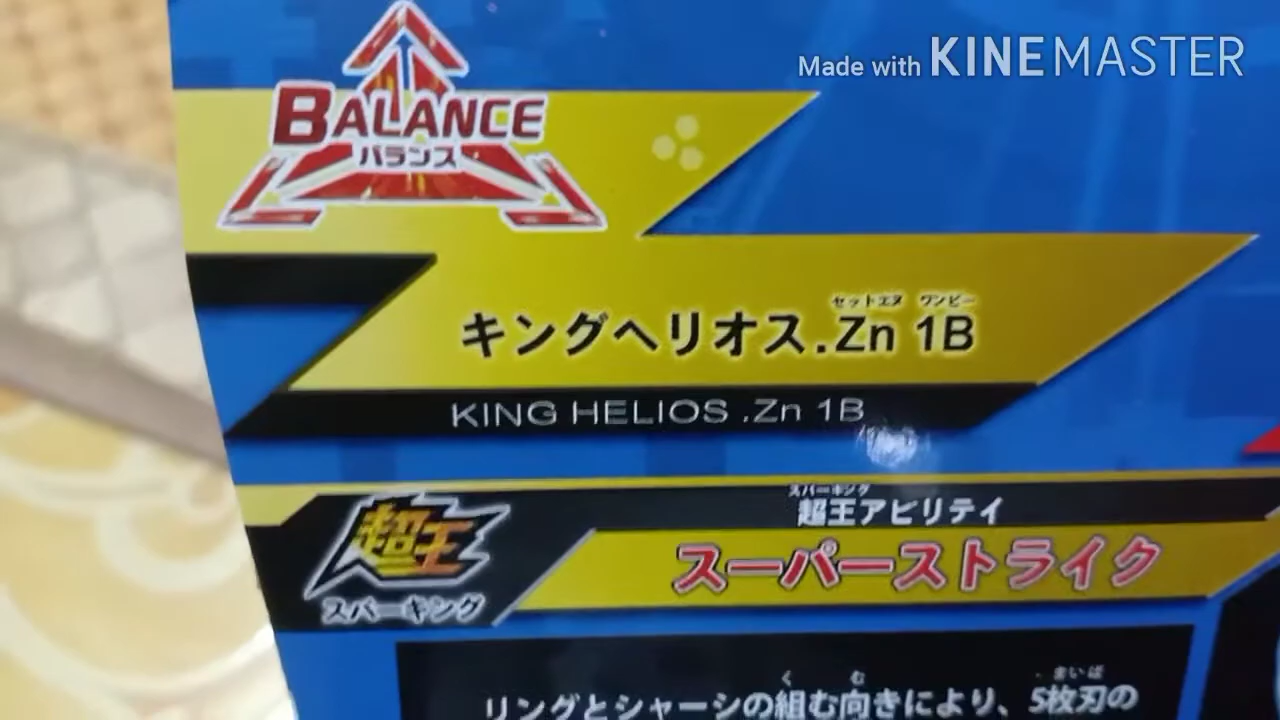 Made with KINEMASTER
BALANCE
バランス
ゼットエヌ ワンビー
キングヘリオス.Zn 1B
KING HELIOS .Zn 1B
スパーキング
超王アビリティ
超王
スパーキング
スーパーストライク
く む まいば
リングとシャーシの組む向きにより、5枚刃の